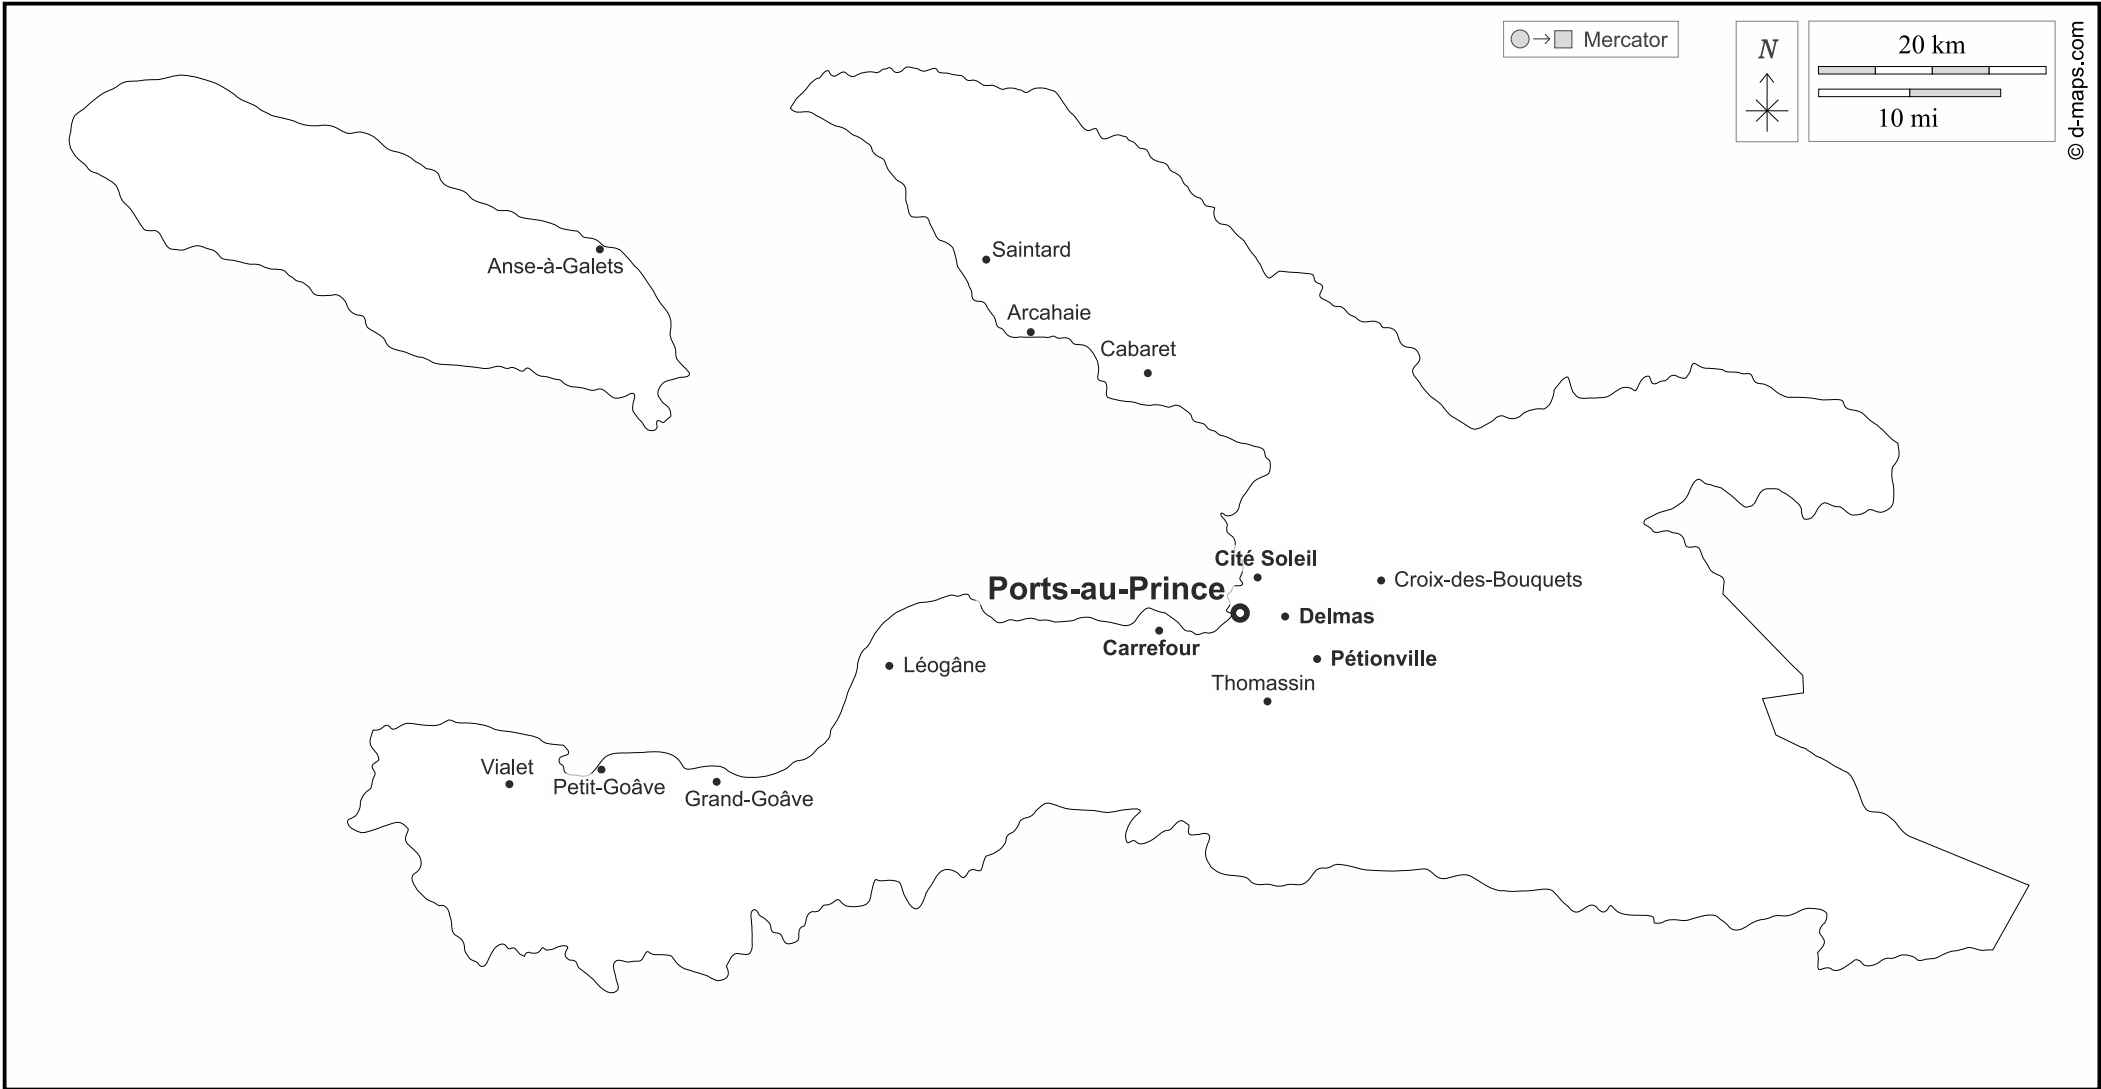 Mercator
N
20 km
10 mi
© d-maps.com
Saintard
Anse-à-Galets
Arcahaie
Cabaret
Cité Soleil
Ports-au-Prince
Croix-des-Bouquets
Delmas
Carrefour
Pétionville
Léogâne
Thomassin
Vialet
Petit-Goâve
Grand-Goâve